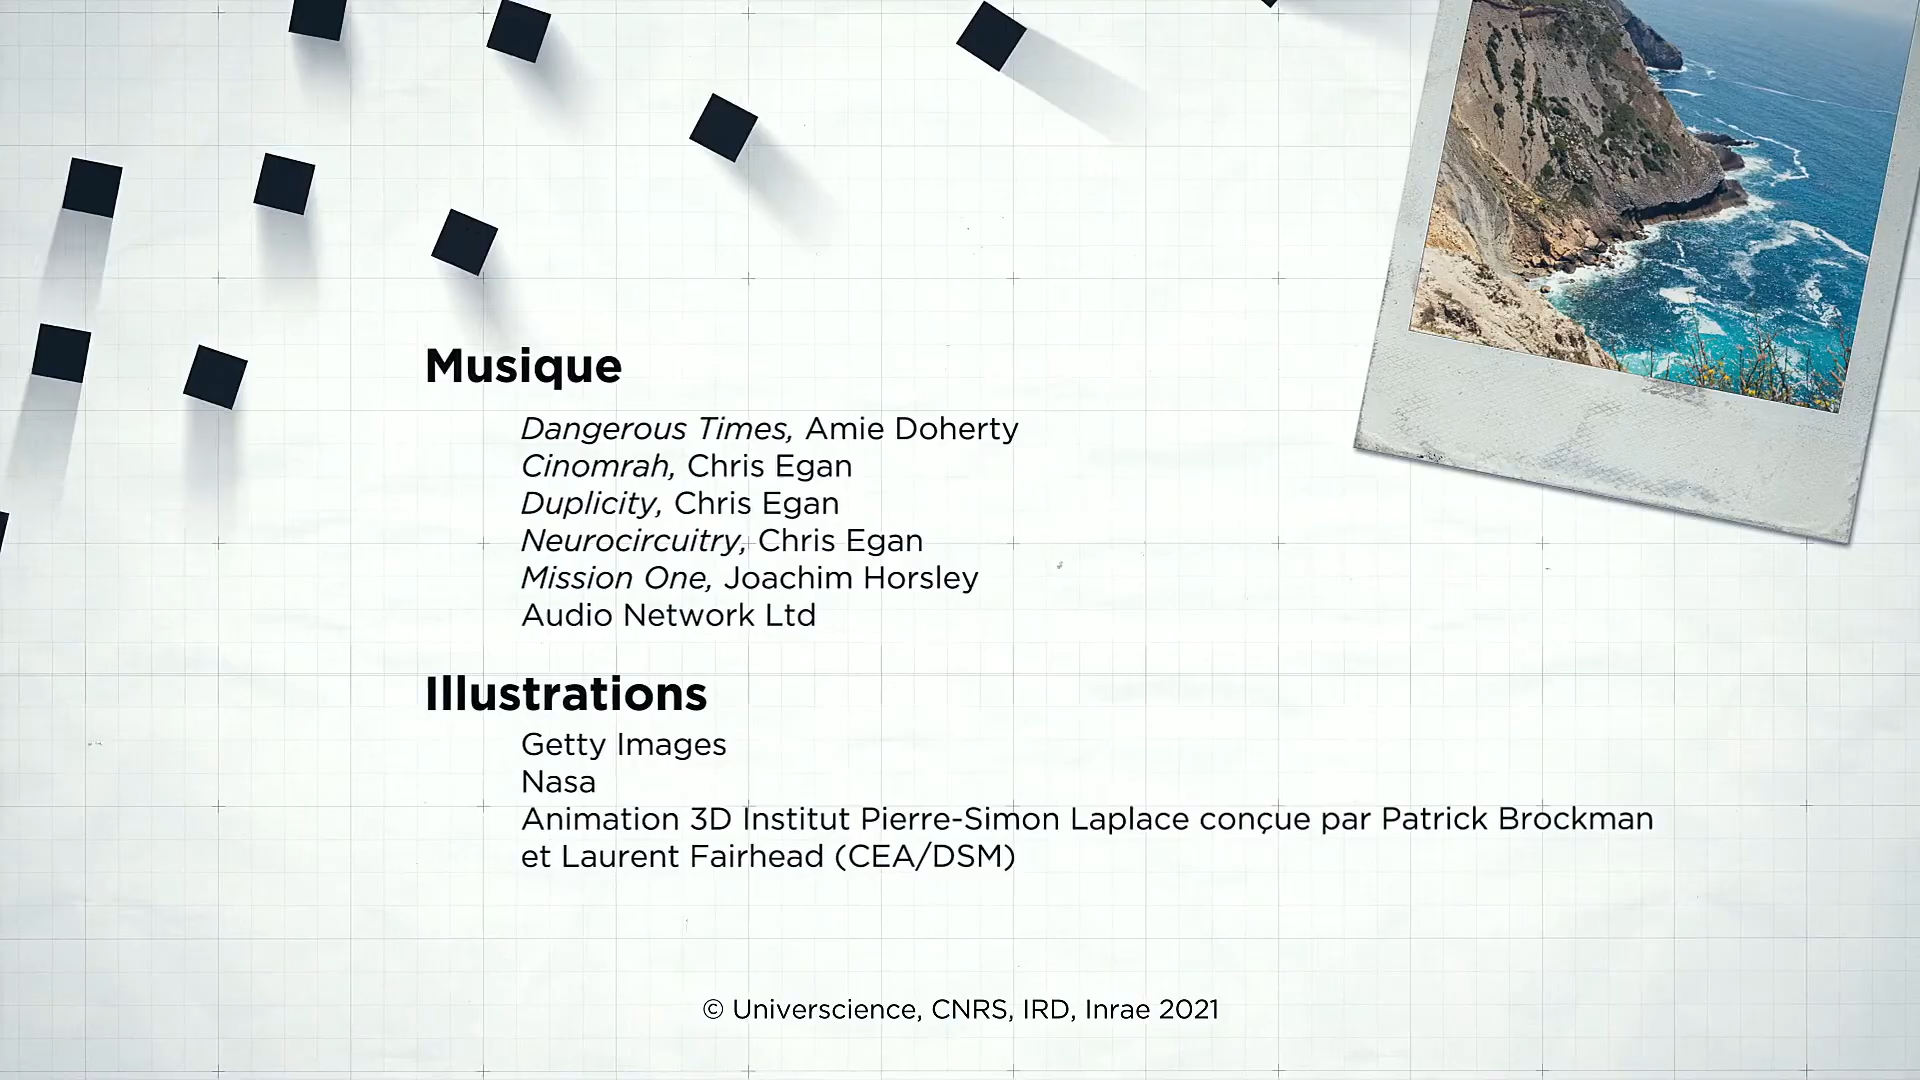 Musique
Dangerous Times, Amie Doherty
Cinomrah, Chris Egan
Duplicity, Chris Egan
Neurocircuitry, Chris Egan
Mission One, Joachim Horsley
Audio Network Ltd
Illustrations
Getty Images
Nasa
Animation 3D Institut Pierre-Simon Laplace conçue par Patrick Brockman
et Laurent Fairhead (CEA/DSM)
© Universcience, CNRS, IRD, Inrae 2021